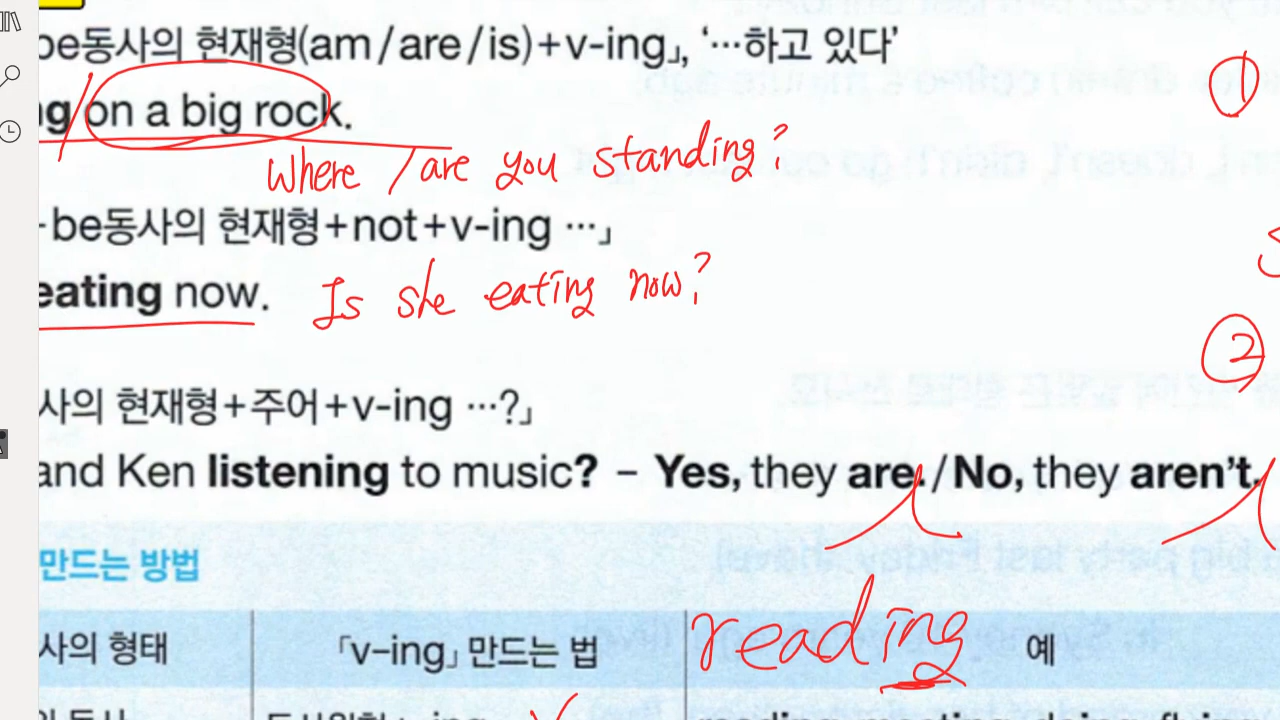 be동사의 현재형(am/are/is)+v-ing」, ‘…하고 있다’
①
ng / on a big rock.
Where / are you standing?
be동사의 현재형+not+v-ing …」
eating now. Is she eating now?
②
사의 현재형+주어+v-ing …?」
and Ken listening to music? – Yes, they are. / No, they aren't.
만드는 방법
reading
사의 형태 「v-ing」 만드는 법 예